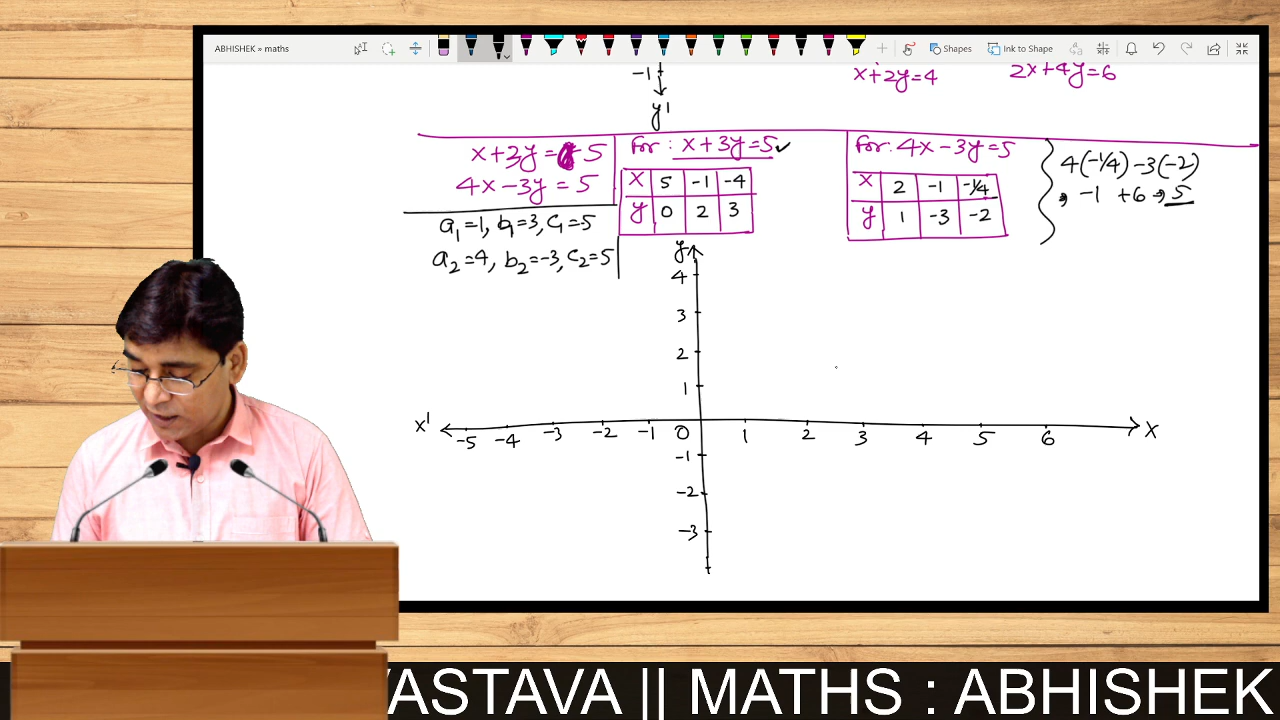 ABHISHEK » maths
Shapes
Ink to Shape
-1
y'
x+2y=4
2x+4y=6
x+2y= 5
4x-3y=5
a₁=1, b₁=3, c₁=5
a₂=4, b₂=-3, c₂=5
For : x+3y=5✓
x 5 -1 -4
y 0 2 3
For: 4x-3y=5
x 2 -1 -1/4
y 1 -3 -2
4(-1/4)-3(-2)
-1 +6 → 5
y
4
3
2
1
x' -5 -4 -3 -2 -1 0 1 2 3 4 5 6 x
-1
-2
-3
VASTAVA || MATHS : ABHISHEK